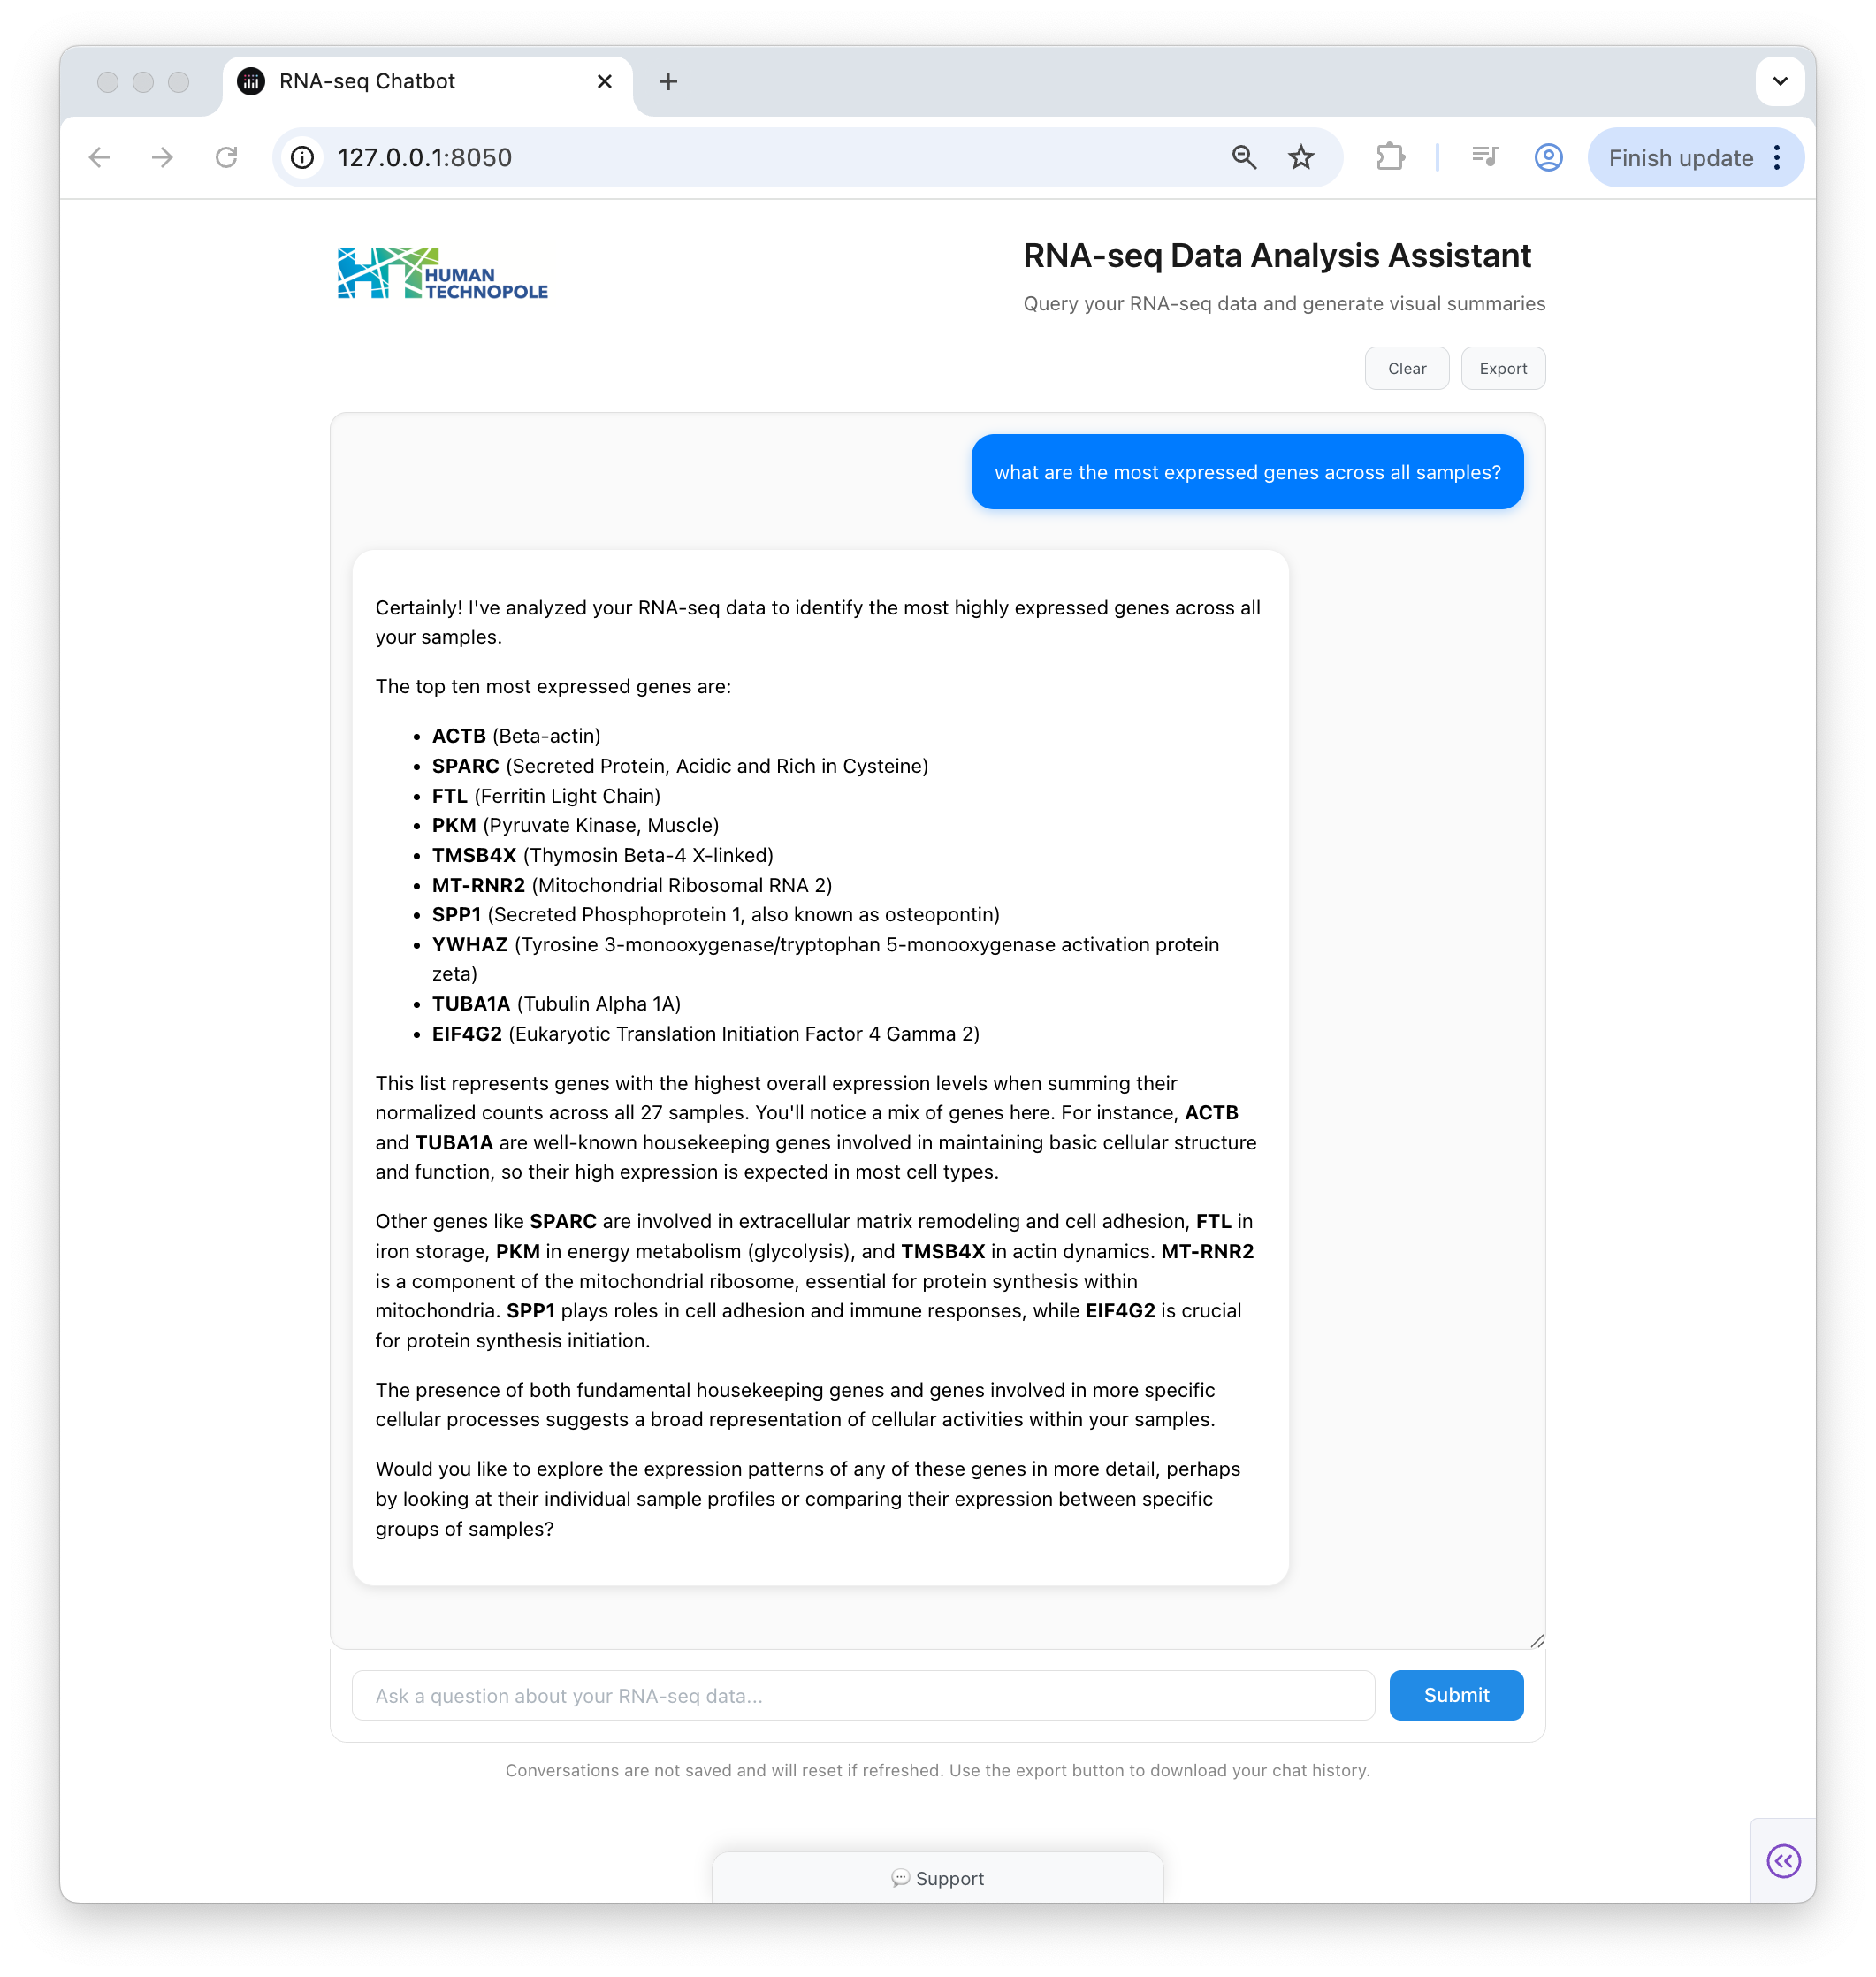 RNA-seq Chatbot
127.0.0.1:8050
Finish update
HUMAN
TECHNOPOLE
RNA-seq Data Analysis Assistant
Query your RNA-seq data and generate visual summaries
Clear
Export
what are the most expressed genes across all samples?
Certainly! I've analyzed your RNA-seq data to identify the most highly expressed genes across all
your samples.
The top ten most expressed genes are:
• ACTB (Beta-actin)
• SPARC (Secreted Protein, Acidic and Rich in Cysteine)
• FTL (Ferritin Light Chain)
• PKM (Pyruvate Kinase, Muscle)
• TMSB4X (Thymosin Beta-4 X-linked)
• MT-RNR2 (Mitochondrial Ribosomal RNA 2)
• SPP1 (Secreted Phosphoprotein 1, also known as osteopontin)
• YWHAZ (Tyrosine 3-monooxygenase/tryptophan 5-monooxygenase activation protein
zeta)
• TUBA1A (Tubulin Alpha 1A)
• EIF4G2 (Eukaryotic Translation Initiation Factor 4 Gamma 2)
This list represents genes with the highest overall expression levels when summing their
normalized counts across all 27 samples. You'll notice a mix of genes here. For instance, ACTB
and TUBA1A are well-known housekeeping genes involved in maintaining basic cellular structure
and function, so their high expression is expected in most cell types.
Other genes like SPARC are involved in extracellular matrix remodeling and cell adhesion, FTL in
iron storage, PKM in energy metabolism (glycolysis), and TMSB4X in actin dynamics. MT-RNR2
is a component of the mitochondrial ribosome, essential for protein synthesis within
mitochondria. SPP1 plays roles in cell adhesion and immune responses, while EIF4G2 is crucial
for protein synthesis initiation.
The presence of both fundamental housekeeping genes and genes involved in more specific
cellular processes suggests a broad representation of cellular activities within your samples.
Would you like to explore the expression patterns of any of these genes in more detail, perhaps
by looking at their individual sample profiles or comparing their expression between specific
groups of samples?
Ask a question about your RNA-seq data...
Submit
Conversations are not saved and will reset if refreshed. Use the export button to download your chat history.
Support